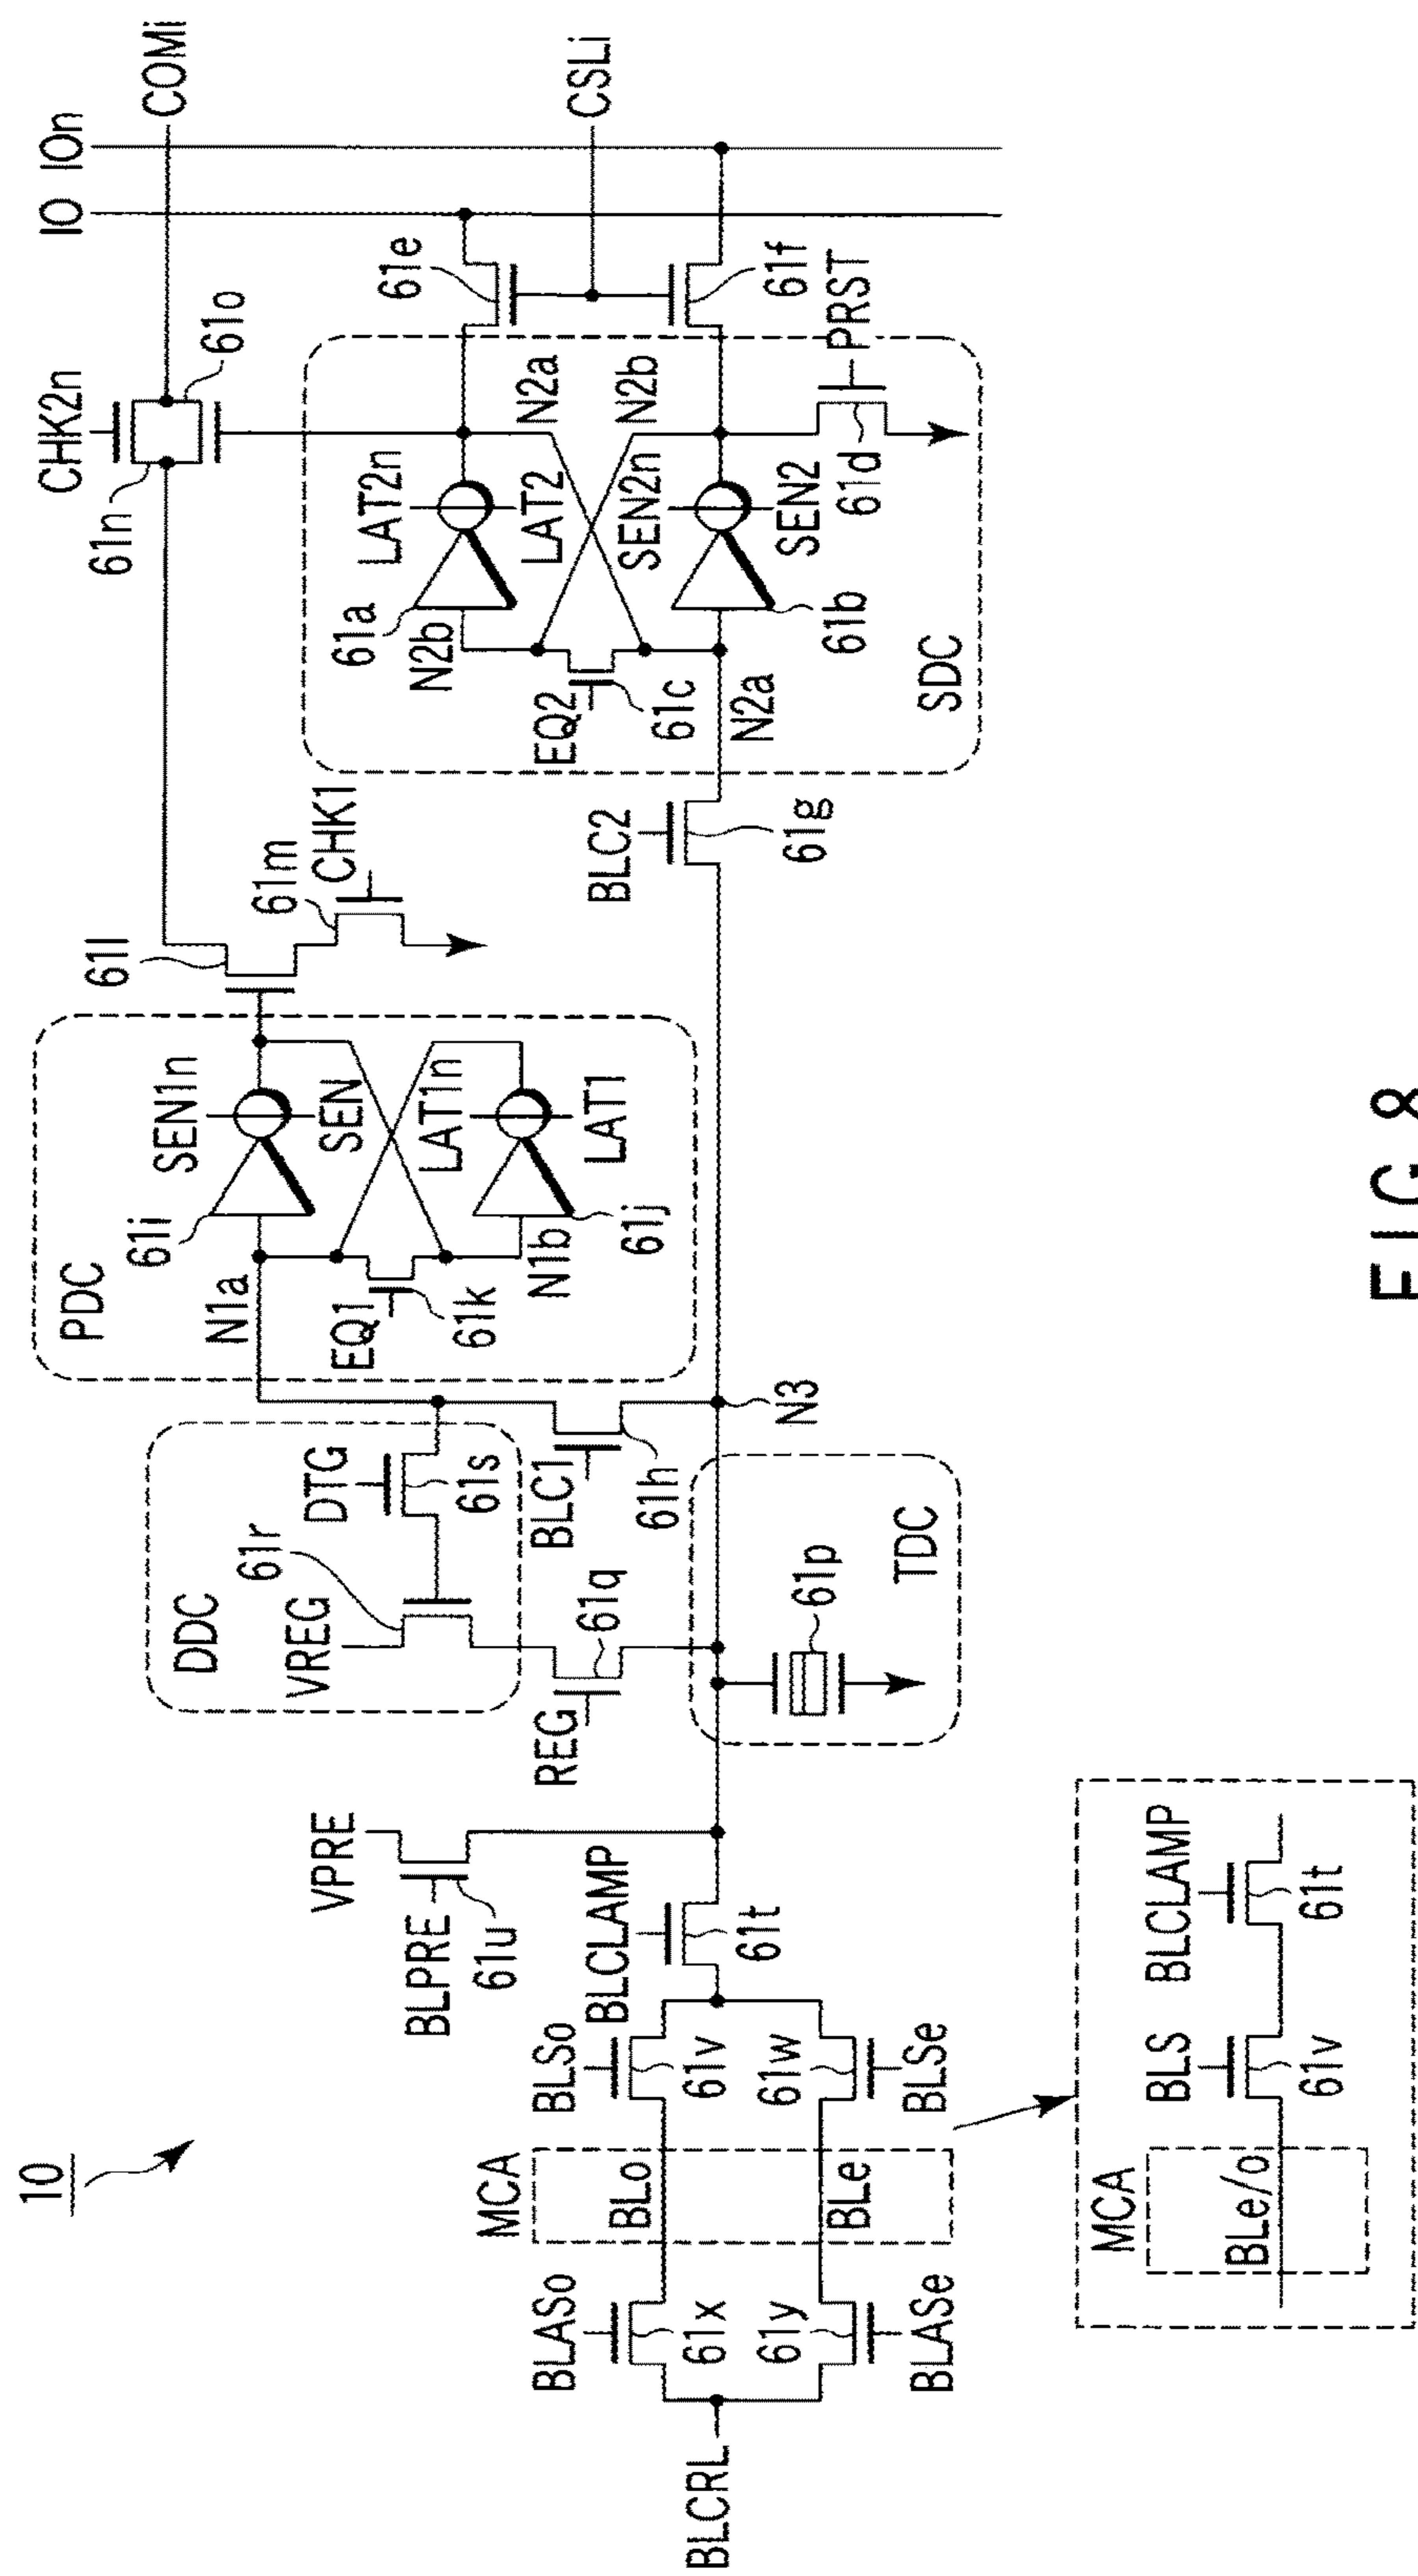 10
BLCRL
BLASo
61x
61y
BLASe
MCA
BLo
BLe
BLSo
61v
61w
BLSe
BLCLAMP
61t
VPRE
BLPRE
61u
DDC
VREG
61r
DTG
61s
REG
61q
BLC1
61h
TDC
61p
N3
PDC
N1a
61i
SEN1n
SEN
LAT1n
LAT1
EQ1
61k
N1b
61j
61l
61m
CHK1
BLC2
61g
SDC
61a
N2b
LAT2n
LAT2
N2a
EQ2
61c
N2a
N2b
SEN2n
SEN2
61b
61d
PRST
CHK2n
61n
61o
61e
61f
IO
IOn
COMi
CSLi
MCA
BLe/o
BLS
61v
BLCLAMP
61t
FIG. 8